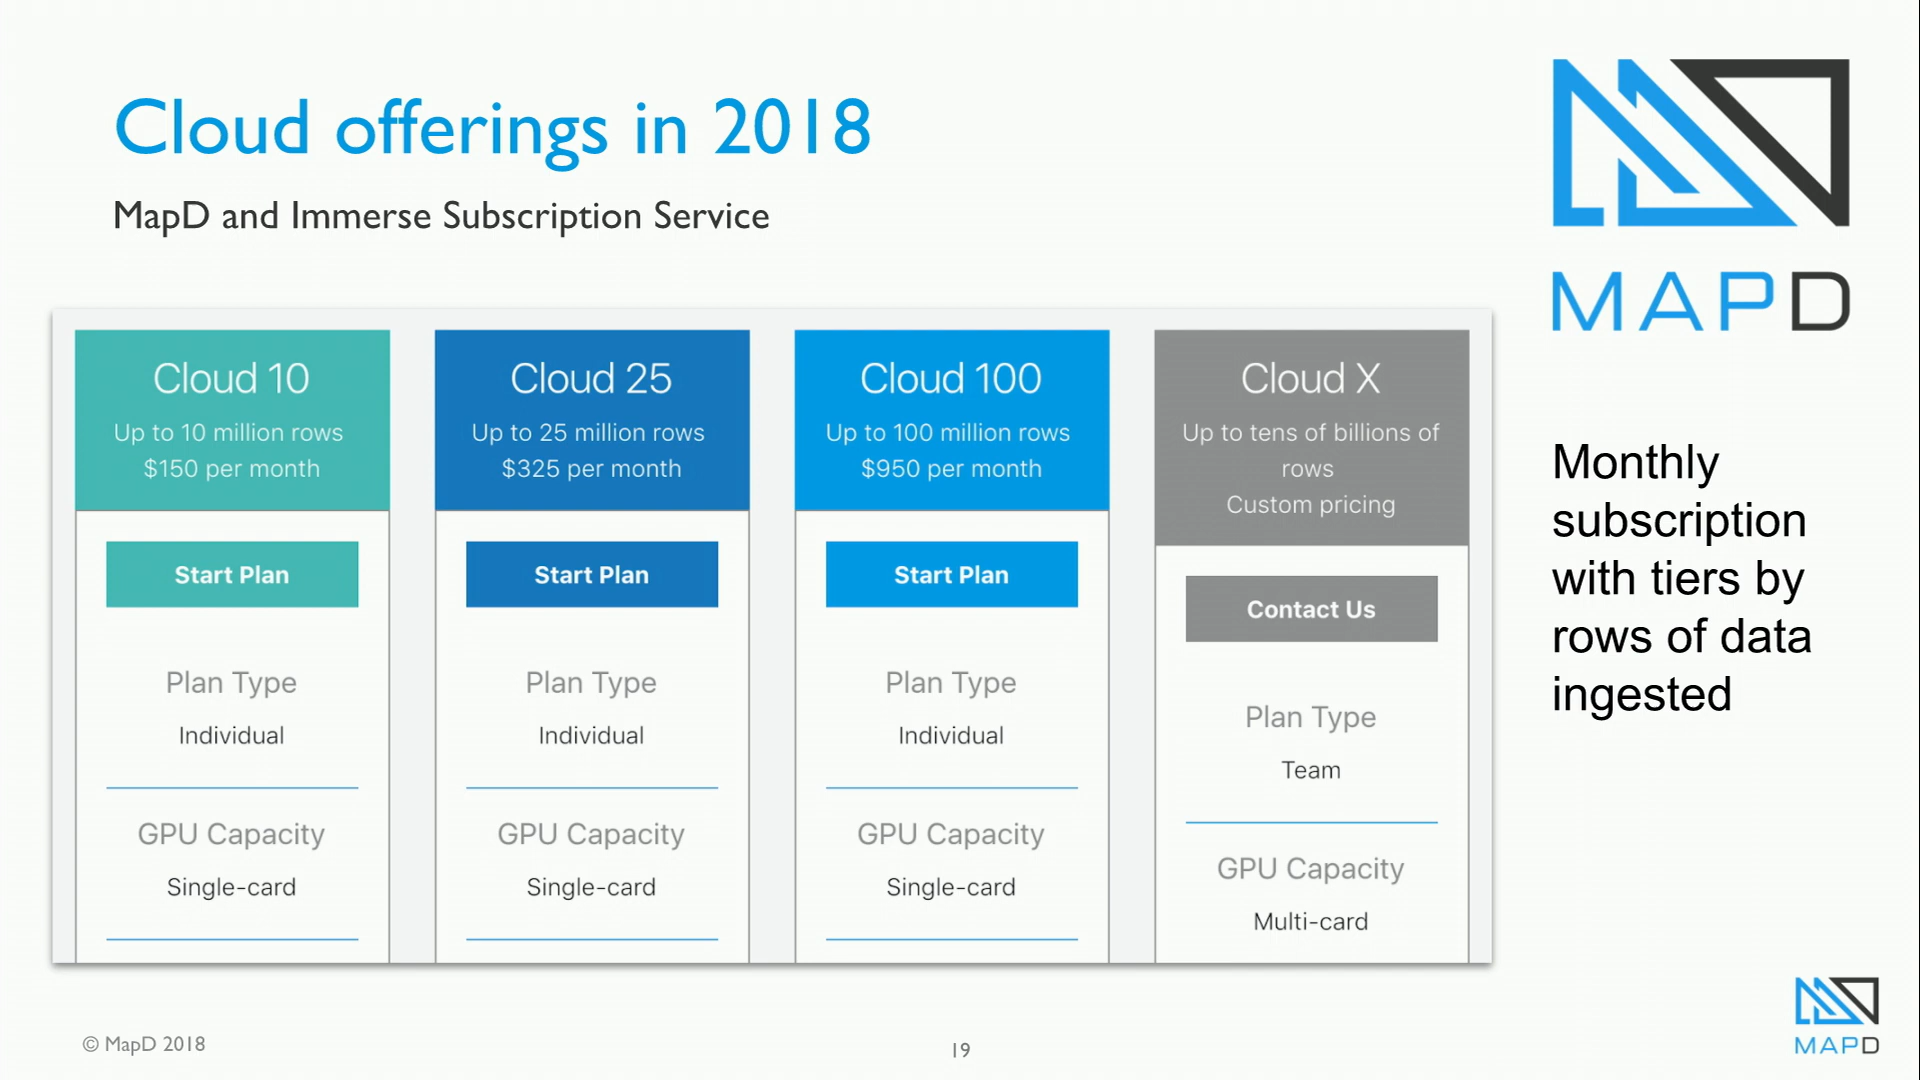 Cloud offerings in 2018
MapD and Immerse Subscription Service
MAPD
Cloud 10
Up to 10 million rows
$150 per month
Start Plan
Plan Type
Individual
GPU Capacity
Single-card
Cloud 25
Up to 25 million rows
$325 per month
Start Plan
Plan Type
Individual
GPU Capacity
Single-card
Cloud 100
Up to 100 million rows
$950 per month
Start Plan
Plan Type
Individual
GPU Capacity
Single-card
Cloud X
Up to tens of billions of
rows
Custom pricing
Contact Us
Plan Type
Team
GPU Capacity
Multi-card
Monthly
subscription
with tiers by
rows of data
ingested
© MapD 2018
19
MAPD